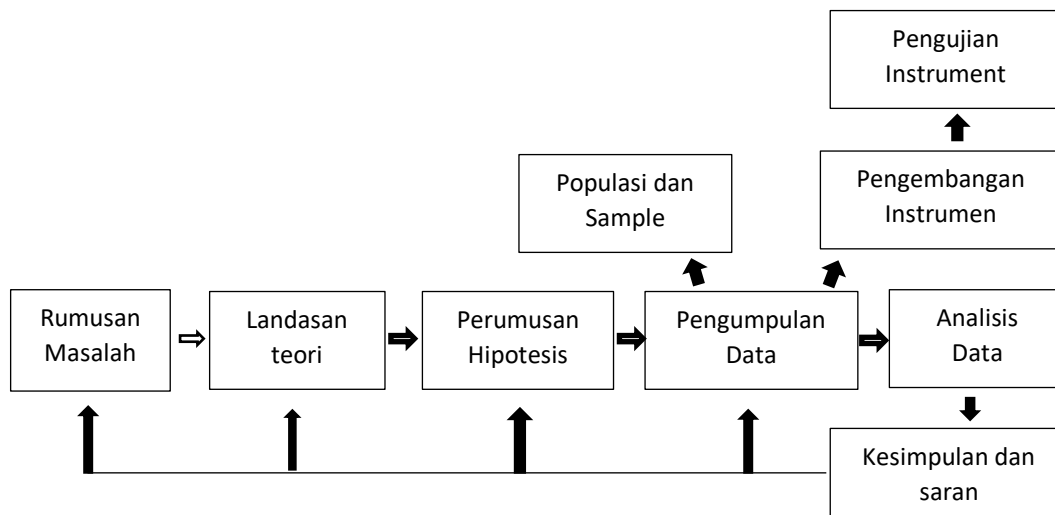 Pengujian
Instrument
Populasi dan
Sample
Pengembangan
Instrumen
Rumusan
Masalah
Landasan
teori
Perumusan
Hipotesis
Pengumpulan
Data
Analisis
Data
Kesimpulan dan
saran